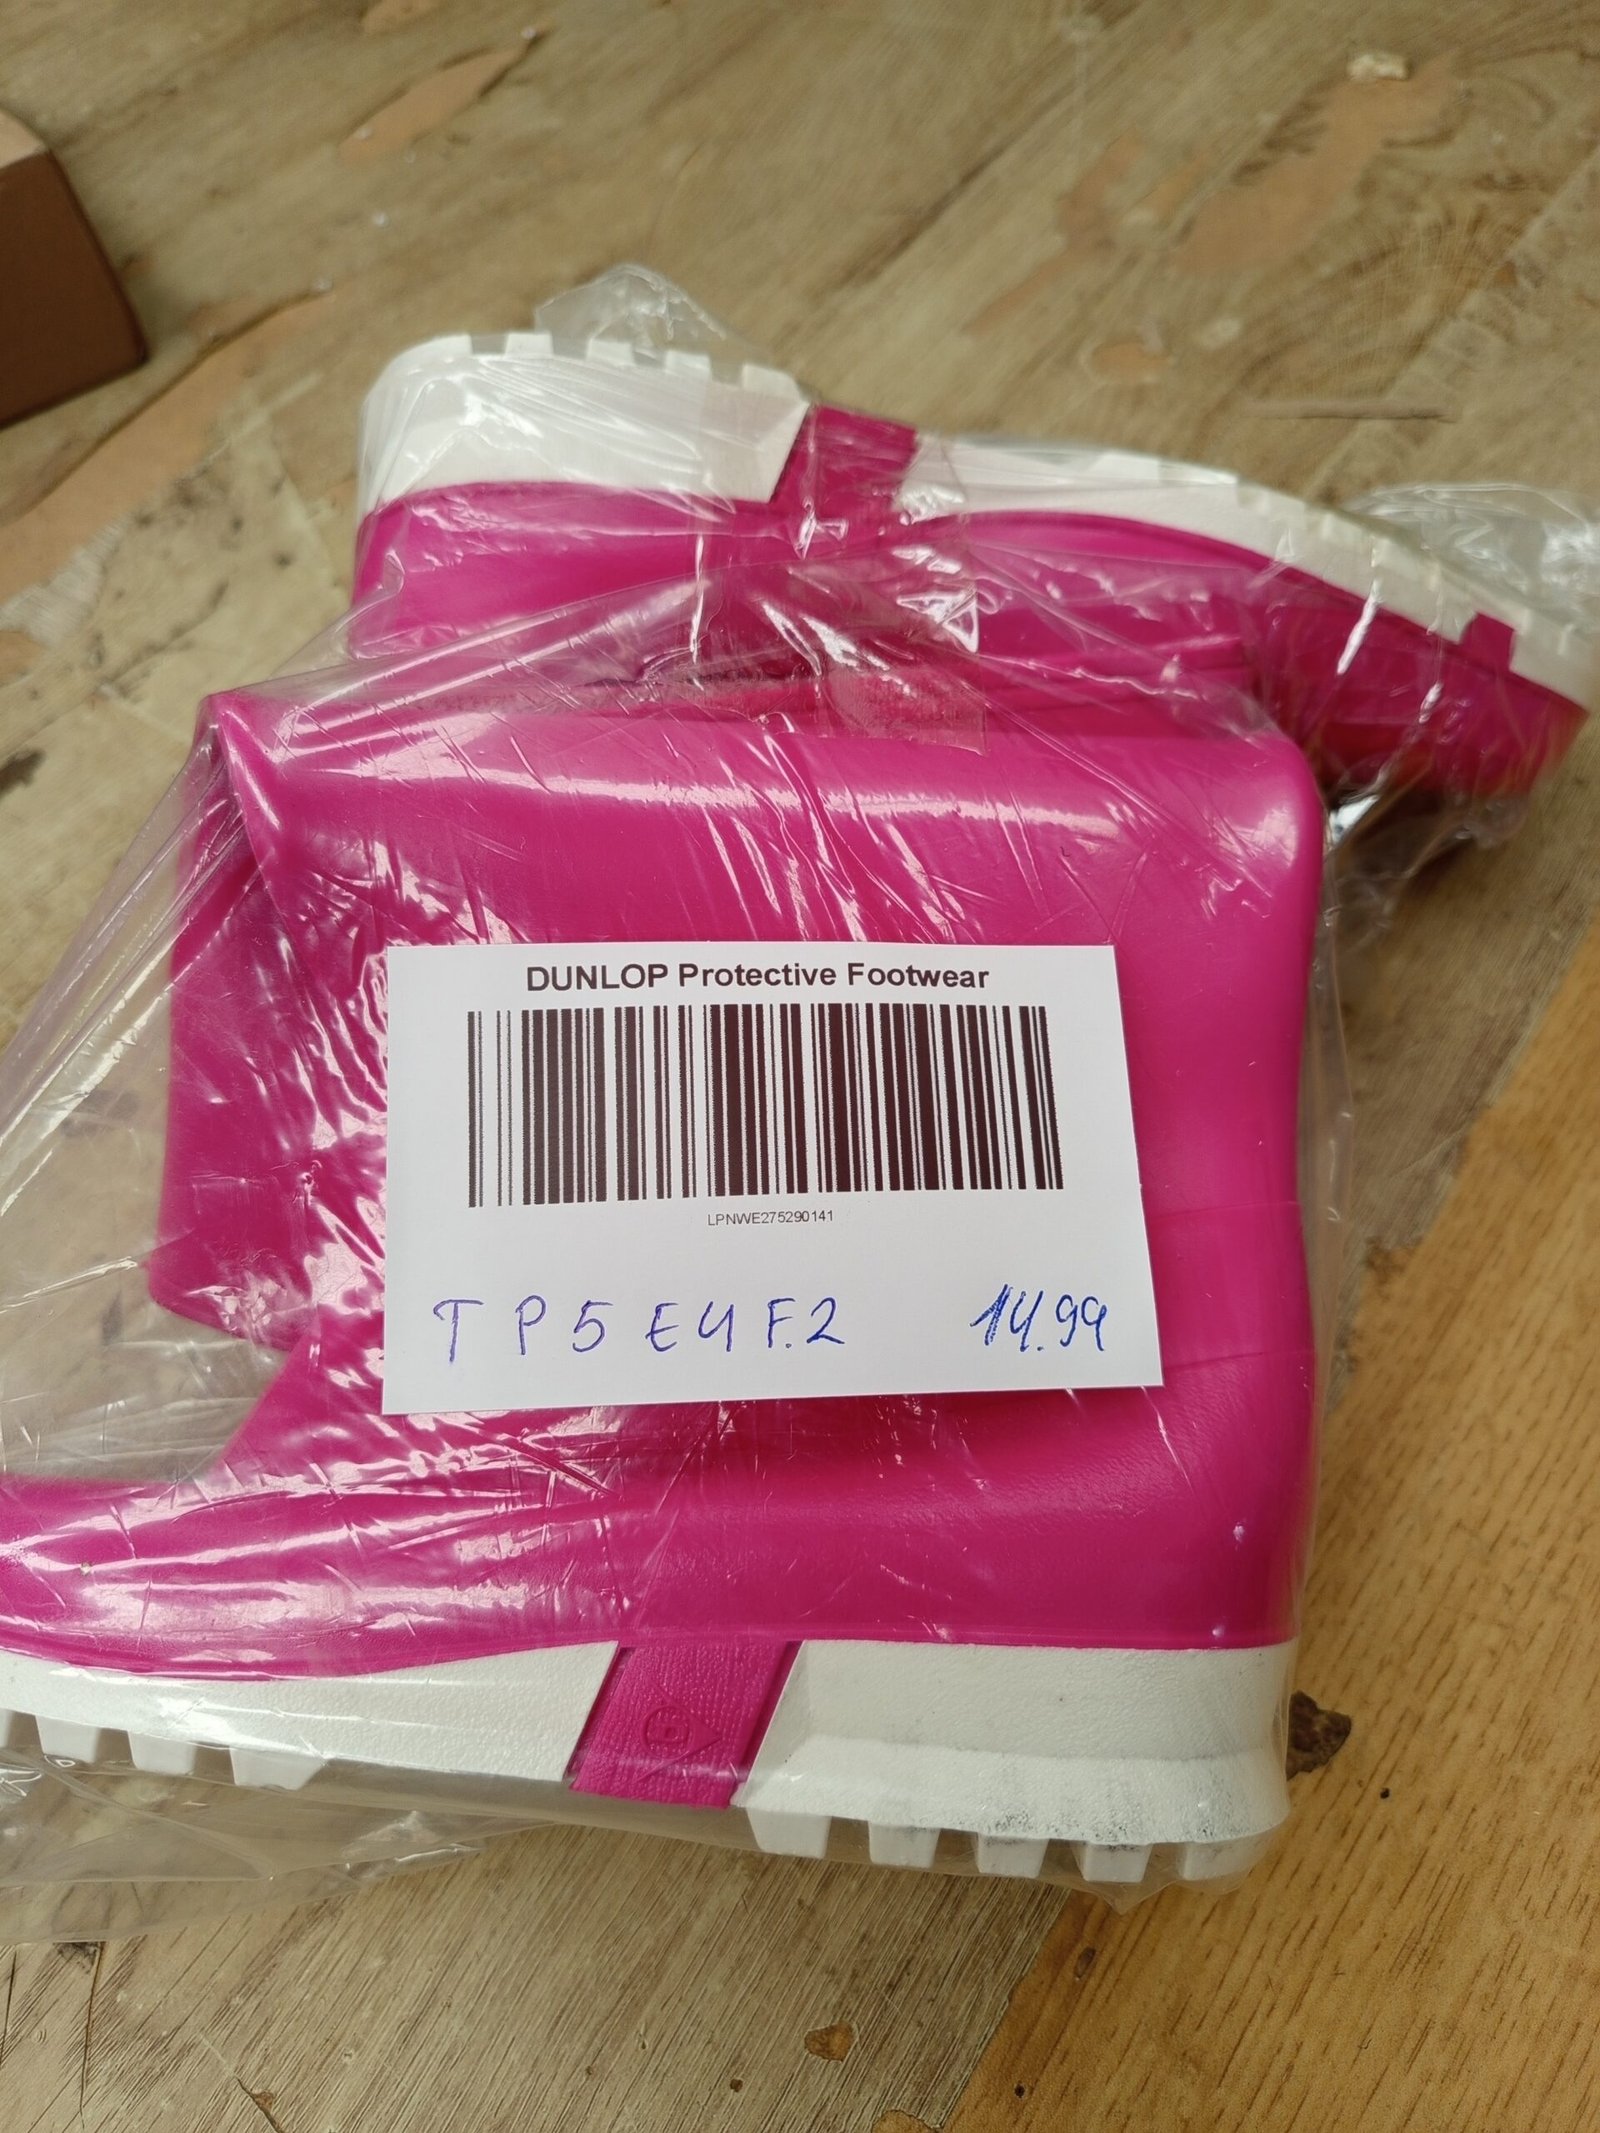 DUNLOP Protective Footwear
LPNWE275290141
T P 5 E 4 F.2 14.99